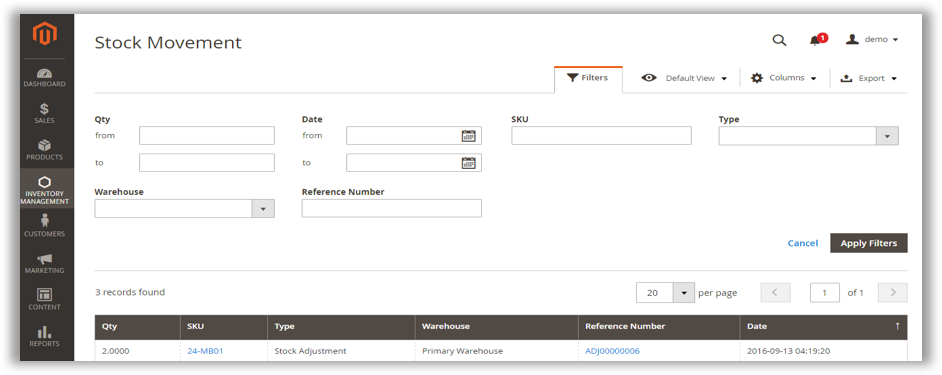 Stock Movement
1
demo
DASHBOARD
SALES
PRODUCTS
INVENTORY MANAGEMENT
CUSTOMERS
MARKETING
CONTENT
REPORTS
Filters Default View Columns Export
Qty Date SKU Type
from from
to to
Warehouse Reference Number
Cancel Apply Filters
3 records found 20 per page 1 of 1
Qty SKU Type Warehouse Reference Number Date ↑
2.0000 24-MB01 Stock Adjustment Primary Warehouse ADJ00000006 2016-09-13 04:19:20